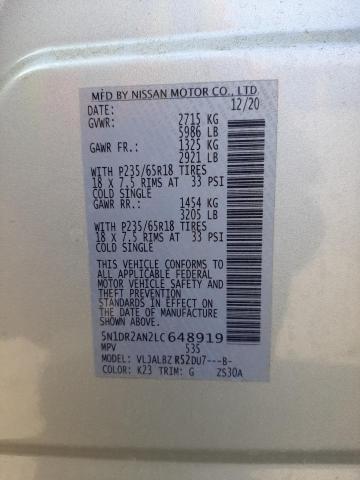 MFD BY NISSAN MOTOR CO., LTD
DATE: 12/20
GVWR: 2715 KG
5986 LB
GAWR FR.: 1325 KG
2921 LB
WITH P235/65R18 TIRES
18 X 7.5 RIMS AT 33 PSI
COLD SINGLE
GAWR RR.: 1454 KG
3205 LB
WITH P235/65R18 TIRES
18 X 7.5 RIMS AT 33 PSI
COLD SINGLE
THIS VEHICLE CONFORMS TO
ALL APPLICABLE FEDERAL
MOTOR VEHICLE SAFETY AND
THEFT PREVENTION
STANDARDS IN EFFECT ON
THE DATE OF MANUFACTURE
SHOWN ABOVE.
5N1DR2AN2LC648919
MPV 535
VLJALBZ R52DU7---B-
COLOR: K23 TRIM: G ZS30A